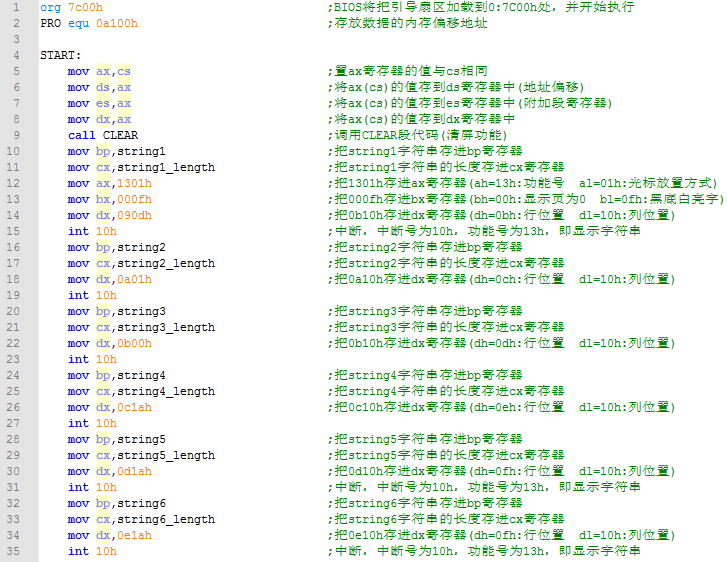 1 org 7c00h ;BIOS将把引导扇区加载到0:7C00h处，并开始执行
2 PRO equ 0a100h ;存放数据的内存偏移地址
3
4 START:
5 mov ax,cs ;置ax寄存器的值与cs相同
6 mov ds,ax ;将ax(cs)的值存到ds寄存器中(地址偏移)
7 mov es,ax ;将ax(cs)的值存到es寄存器中(附加段寄存器)
8 mov dx,ax ;将ax(cs)的值存到dx寄存器中
9 call CLEAR ;调用CLEAR段代码(清屏功能)
10 mov bp,string1 ;把string1字符串存进bp寄存器
11 mov cx,string1_length ;把string1字符串的长度存进cx寄存器
12 mov ax,1301h ;把1301h存进ax寄存器(ah=13h:功能号 al=01h:光标放置方式)
13 mov bx,000fh ;把000fh存进bx寄存器(bh=00h:显示页为0 bl=0fh:黑底白亮字)
14 mov dx,090dh ;把0b10h存进dx寄存器(dh=0bh:行位置 dl=10h:列位置)
15 int 10h ;中断，中断号为10h，功能号为13h，即显示字符串
16 mov bp,string2 ;把string2字符串存进bp寄存器
17 mov cx,string2_length ;把string2字符串的长度存进cx寄存器
18 mov dx,0a01h ;把0a10h存进dx寄存器(dh=0ch:行位置 dl=10h:列位置)
19 int 10h
20 mov bp,string3 ;把string3字符串存进bp寄存器
21 mov cx,string3_length ;把string3字符串的长度存进cx寄存器
22 mov dx,0b00h ;把0b10h存进dx寄存器(dh=0dh:行位置 dl=10h:列位置)
23 int 10h
24 mov bp,string4 ;把string4字符串存进bp寄存器
25 mov cx,string4_length ;把string4字符串的长度存进cx寄存器
26 mov dx,0c1ah ;把0c10h存进dx寄存器(dh=0eh:行位置 dl=10h:列位置)
27 int 10h
28 mov bp,string5 ;把string5字符串存进bp寄存器
29 mov cx,string5_length ;把string5字符串的长度存进cx寄存器
30 mov dx,0d1ah ;把0d10h存进dx寄存器(dh=0fh:行位置 dl=10h:列位置)
31 int 10h ;中断，中断号为10h，功能号为13h，即显示字符串
32 mov bp,string6 ;把string6字符串存进bp寄存器
33 mov cx,string6_length ;把string6字符串的长度存进cx寄存器
34 mov dx,0e1ah ;把0e10h存进dx寄存器(dh=0fh:行位置 dl=10h:列位置)
35 int 10h ;中断，中断号为10h，功能号为13h，即显示字符串